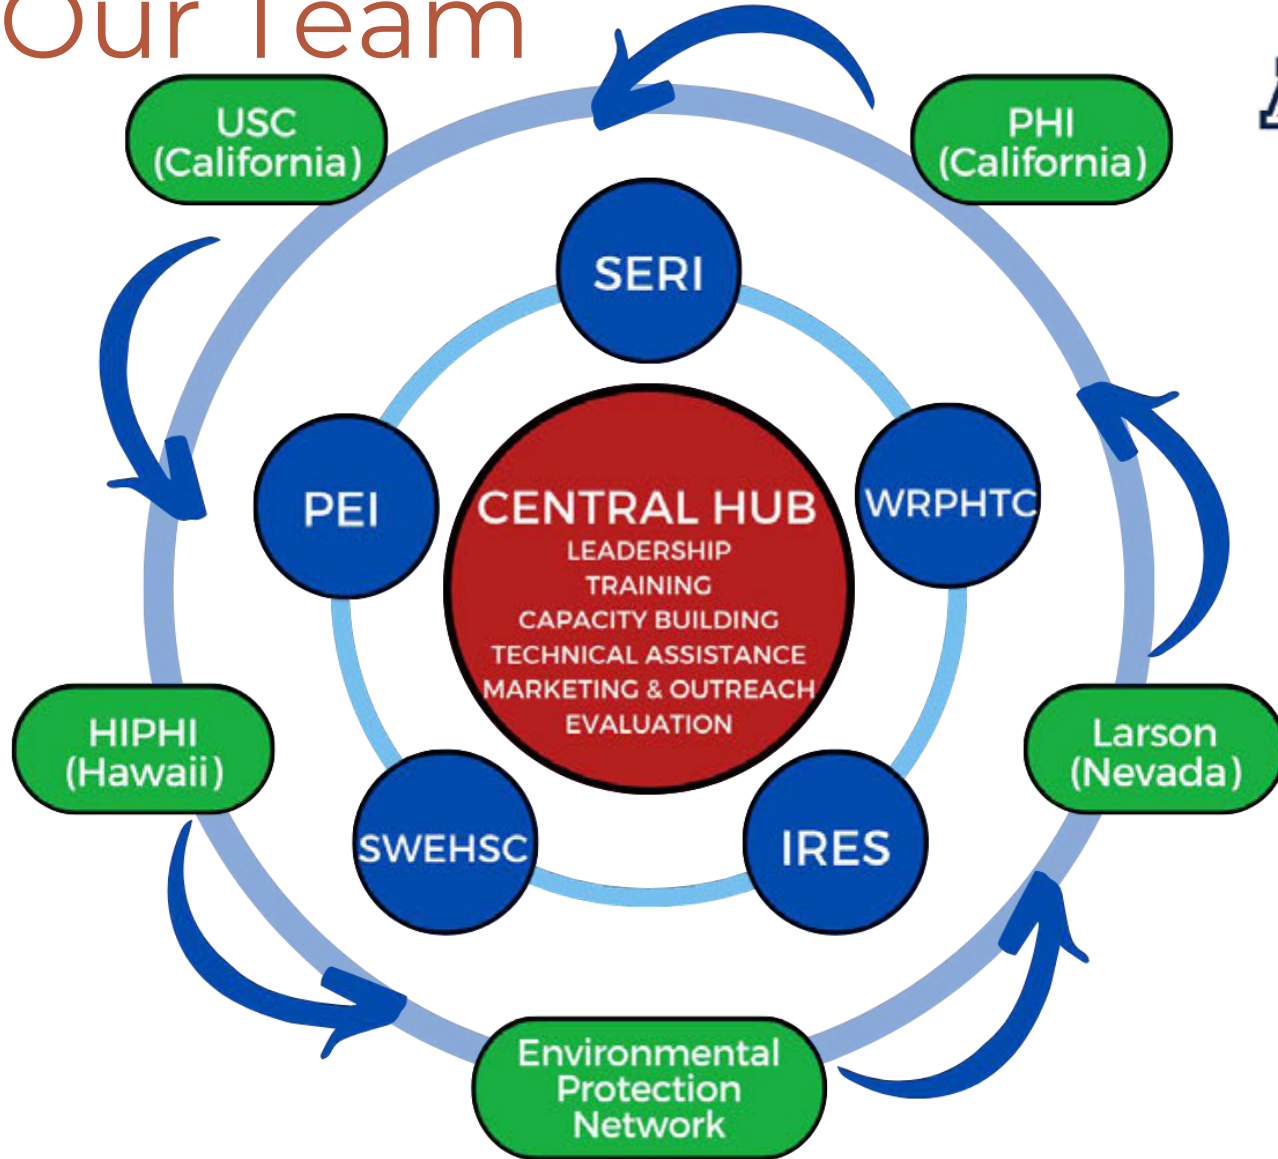 Our Team
USC
(California)
PHI
(California)
SERI
PEI
WRPHTC
CENTRAL HUB
LEADERSHIP
TRAINING
CAPACITY BUILDING
TECHNICAL ASSISTANCE
MARKETING & OUTREACH
EVALUATION
HIPHI
(Hawaii)
Larson
(Nevada)
SWEHSC
IRES
Environmental
Protection
Network